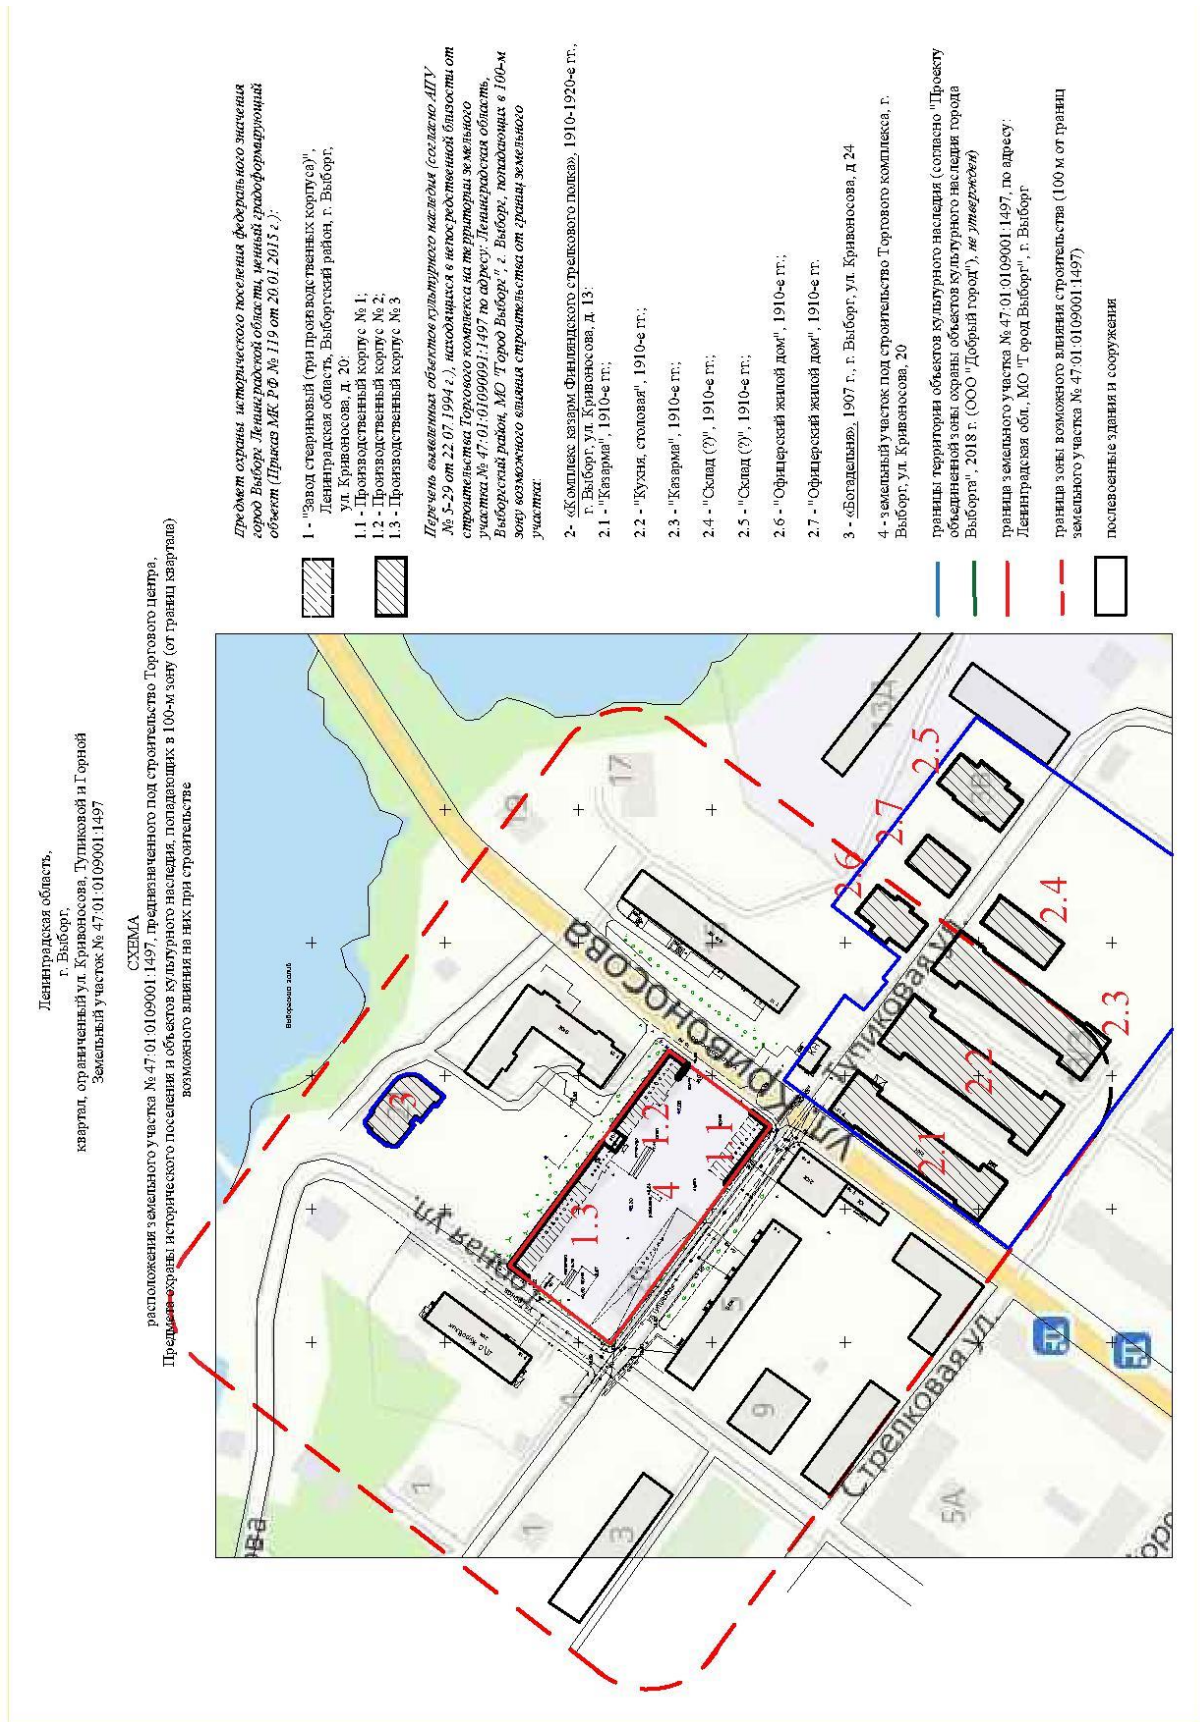 Ленинградская область,
г. Выборг,
квартал, ограниченный ул. Кривоносова, Тупиковой и Горной
Земельный участок № 47:01:0109001:1497
СХЕМА
расположения земельного участка № 47:01:0109001:1497, предназначенного под строительство Торгового центра,
Предмета охраны исторического поселения и объектов культурного наследия, попадающих в 100-м зону (от границ квартала)
возможного влияния на них при строительстве
Предмет охраны исторического поселения федерального значения
город Выборг Ленинградской области, ценный градоформирующий
объект (Приказ МК РФ № 119 от 20.01.2015 г.):
1 - "Завод стеариновый (три производственных корпуса)",
Ленинградская область, Выборгский район, г. Выборг,
ул. Кривоносова, д. 20:
1.1 - Производственный корпус № 1;
1.2 - Производственный корпус № 2;
1.3 - Производственный корпус № 3
Перечень выявленных объектов культурного наследия (согласно АПУ
№ 5-29 от 22.07.1994 г.), находящихся в непосредственной близости от
строительства Торгового комплекса на территории земельного
участка № 47:01:01090091:1497 по адресу: Ленинградская область,
Выборгский район, МО "Город Выборг", г. Выборг, попадающих в 100-м
зону возможного влияния строительства от границ земельного
участка:
2- «Комплекс казарм Финляндского стрелкового полка», 1910-1920-е гг.,
г. Выборг, ул. Кривоносова, д. 13:
2.1 - "Казарма", 1910-е гг.;
2.2 - "Кухня, столовая", 1910-е гг.;
2.3 - "Казарма", 1910-е гг.;
2.4 - "Склад (?)", 1910-е гг.;
2.5 - "Склад (?)", 1910-е гг.;
2.6 - "Офицерский жилой дом", 1910-е гг.;
2.7 - "Офицерский жилой дом", 1910-е гг.
3 - «Богадельня», 1907 г., г. Выборг, ул. Кривоносова, д 24
4 - земельный участок под строительство Торгового комплекса, г.
Выборг, ул. Кривоносова, 20
границы территории объектов культурного наследия (согласно "Проекту
объединенной зоны охраны объектов культурного наследия города
Выборга", 2018 г. (ООО "Добрый город"), не утвержден)
граница земельного участка № 47:01:0109001:1497, по адресу:
Ленинградская обл., МО "Город Выборг", г. Выборг
граница зоны возможного влияния строительства (100 м от границ
земельного участка № 47:01:0109001:1497)
послевоенные здания и сооружения
Выборгский залив
17
13Д
2.5
13В
2.7
2.6
2.4
2.3
2.2
2.1
ул. Кривоносова
Тупиковая ул.
КН
3
1.2
1.1
1.3
4
Горная ул.
5
9
3
1
1
5А
Стрелковая ул.
ова